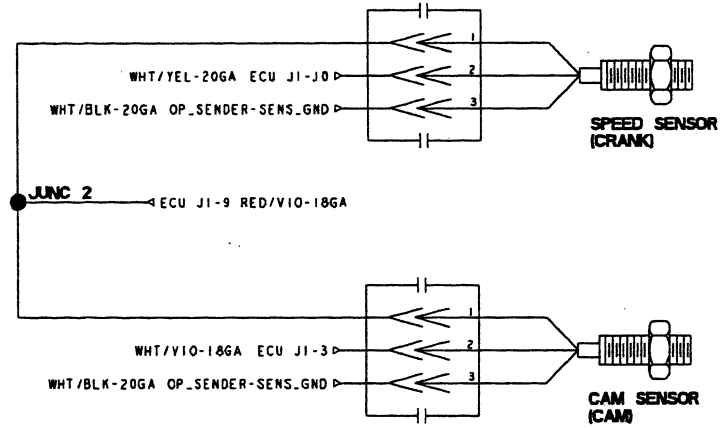 1
WHT/YEL-20GA ECU J1-J0
2
WHT/BLK-20GA OP_SENDER-SENS_GND
3
SPEED SENSOR
(CRANK)
JUNC 2
ECU J1-9 RED/VIO-18GA
1
WHT/VIO-18GA ECU J1-3
2
WHT/BLK-20GA OP_SENDER-SENS_GND
3
CAM SENSOR
(CAM)